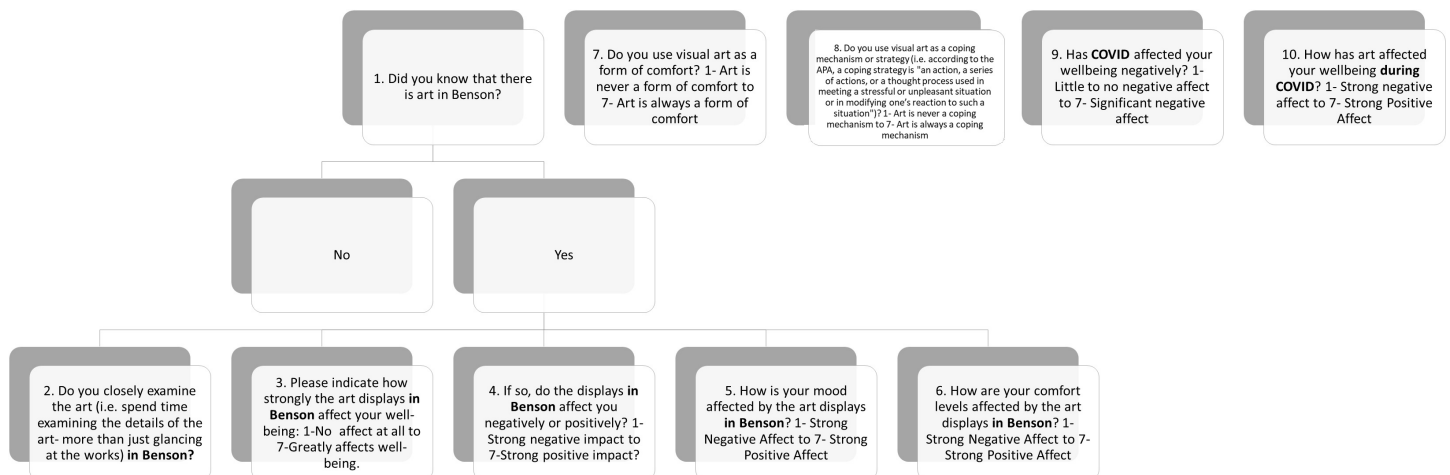 1. Did you know that there
is art in Benson?
7. Do you use visual art as a
form of comfort? 1- Art is
never a form of comfort to
7- Art is always a form of
comfort
8. Do you use visual art as a coping
mechanism or strategy (i.e. according to the
APA, a coping strategy is "an action, a series
of actions, or a thought process used in
meeting a stressful or unpleasant situation
or in modifying one's reaction to such a
situation")? 1- Art is never a coping
mechanism to 7- Art is always a coping
mechanism
9. Has COVID affected your
wellbeing negatively? 1-
Little to no negative affect
to 7- Significant negative
affect
10. How has art affected
your wellbeing during
COVID? 1- Strong negative
affect to 7- Strong Positive
Affect
No
Yes
2. Do you closely examine
the art (i.e. spend time
examining the details of the
art- more than just glancing
at the works) in Benson?
3. Please indicate how
strongly the art displays in
Benson affect your well-
being: 1-No affect at all to
7-Greatly affects well-
being.
4. If so, do the displays in
Benson affect you
negatively or positively? 1-
Strong negative impact to
7-Strong positive impact?
5. How is your mood
affected by the art displays
in Benson? 1- Strong
Negative Affect to 7- Strong
Positive Affect
6. How are your comfort
levels affected by the art
displays in Benson? 1-
Strong Negative Affect to 7-
Strong Positive Affect